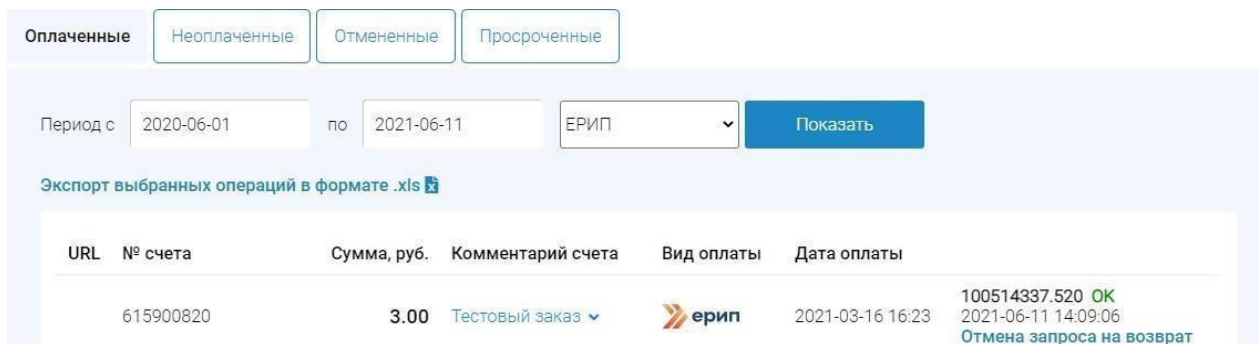 Оплаченные Неоплаченные Отмененные Просроченные
Период с 2020-06-01 по 2021-06-11 ЕРИП Показать
Экспорт выбранных операций в формате .xls
URL № счета Сумма, руб. Комментарий счета Вид оплаты Дата оплаты
100514337.520 OK
615900820 3.00 Тестовый заказ ерип 2021-03-16 16:23 2021-06-11 14:09:06
Отмена запроса на возврат